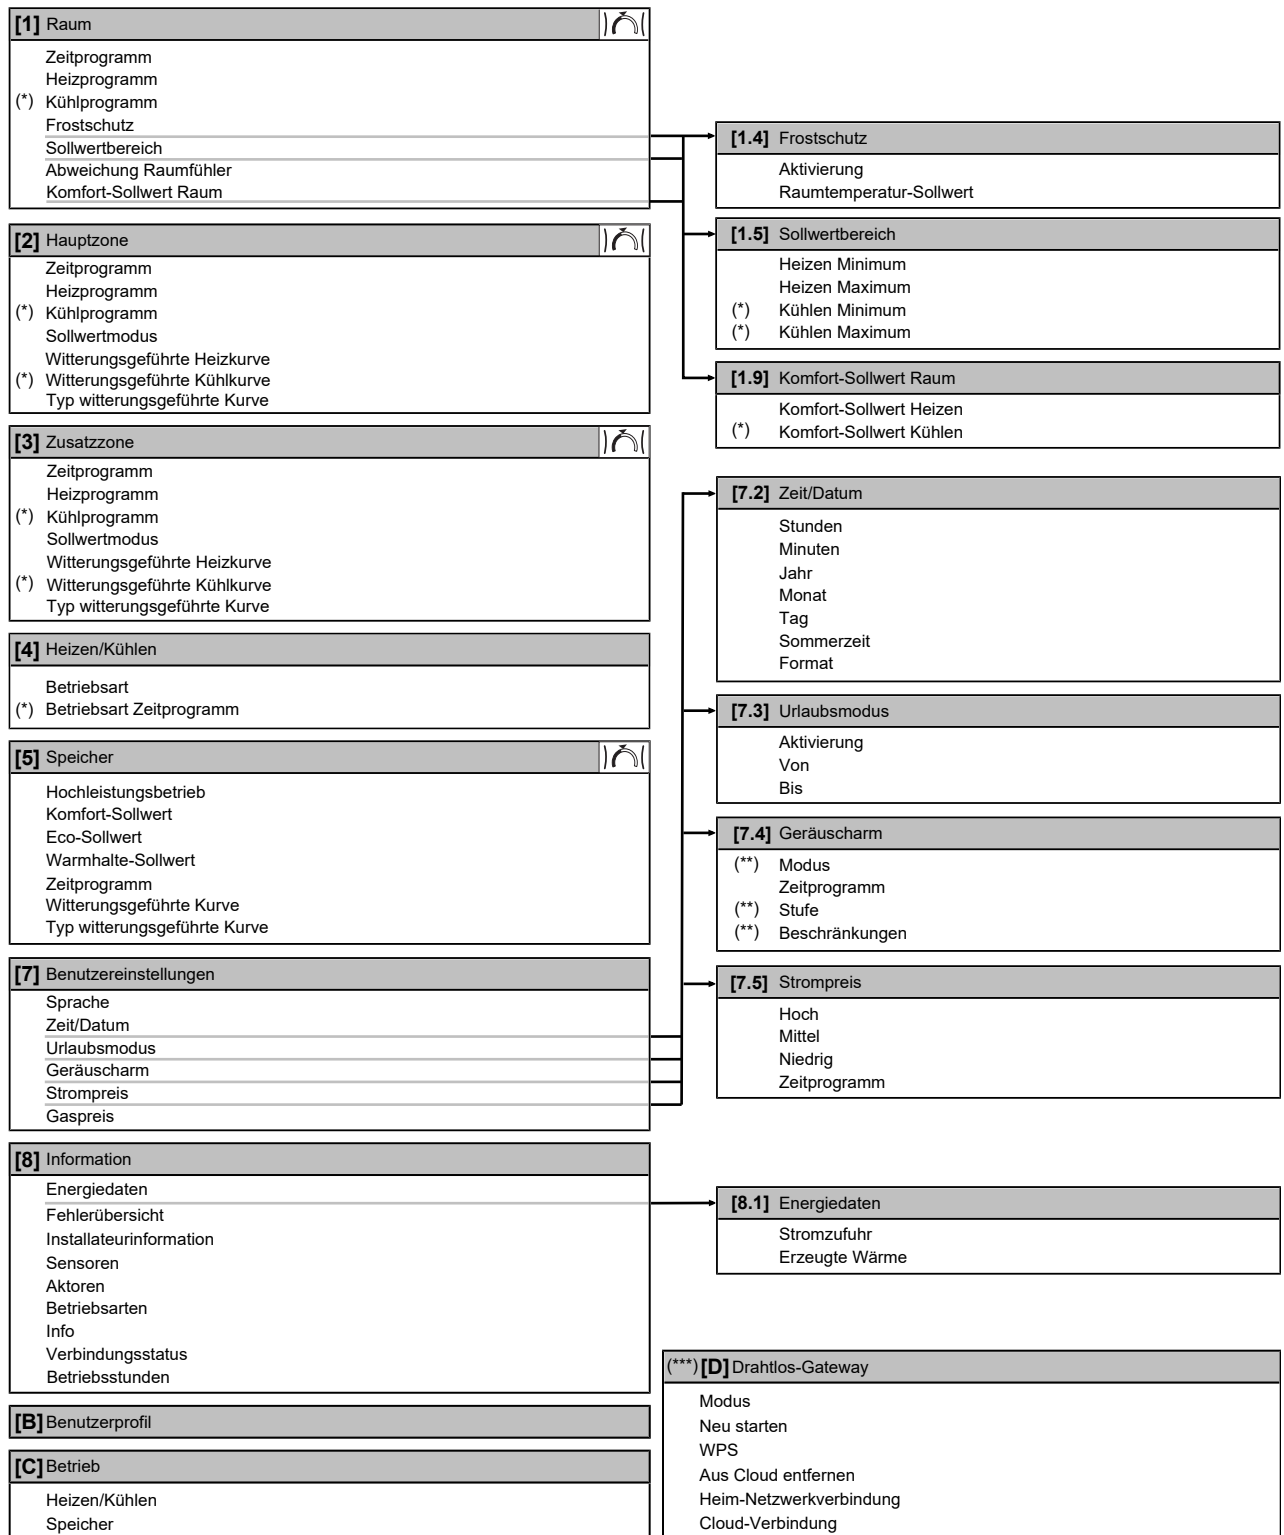 [1] Raum
Zeitprogramm
Heizprogramm
(*) Kühlprogramm
Frostschutz
Sollwertbereich
Abweichung Raumfühler
Komfort-Sollwert Raum
[2] Hauptzone
Zeitprogramm
Heizprogramm
(*) Kühlprogramm
Sollwertmodus
Witterungsgeführte Heizkurve
(*) Witterungsgeführte Kühlkurve
Typ witterungsgeführte Kurve
[3] Zusatzzone
Zeitprogramm
Heizprogramm
(*) Kühlprogramm
Sollwertmodus
Witterungsgeführte Heizkurve
(*) Witterungsgeführte Kühlkurve
Typ witterungsgeführte Kurve
[4] Heizen/Kühlen
Betriebsart
(*) Betriebsart Zeitprogramm
[5] Speicher
Hochleistungsbetrieb
Komfort-Sollwert
Eco-Sollwert
Warmhalte-Sollwert
Zeitprogramm
Witterungsgeführte Kurve
Typ witterungsgeführte Kurve
[7] Benutzereinstellungen
Sprache
Zeit/Datum
Urlaubsmodus
Geräuscharm
Strompreis
Gaspreis
[8] Information
Energiedaten
Fehlerübersicht
Installateurinformation
Sensoren
Aktoren
Betriebsarten
Info
Verbindungsstatus
Betriebsstunden
[B] Benutzerprofil
[C] Betrieb
Heizen/Kühlen
Speicher
[1.4] Frostschutz
Aktivierung
Raumtemperatur-Sollwert
[1.5] Sollwertbereich
Heizen Minimum
Heizen Maximum
(*) Kühlen Minimum
(*) Kühlen Maximum
[1.9] Komfort-Sollwert Raum
Komfort-Sollwert Heizen
(*) Komfort-Sollwert Kühlen
[7.2] Zeit/Datum
Stunden
Minuten
Jahr
Monat
Tag
Sommerzeit
Format
[7.3] Urlaubsmodus
Aktivierung
Von
Bis
[7.4] Geräuscharm
(**) Modus
Zeitprogramm
(**) Stufe
(**) Beschränkungen
[7.5] Strompreis
Hoch
Mittel
Niedrig
Zeitprogramm
[8.1] Energiedaten
Stromzufuhr
Erzeugte Wärme
(***) [D] Drahtlos-Gateway
Modus
Neu starten
WPS
Aus Cloud entfernen
Heim-Netzwerkverbindung
Cloud-Verbindung